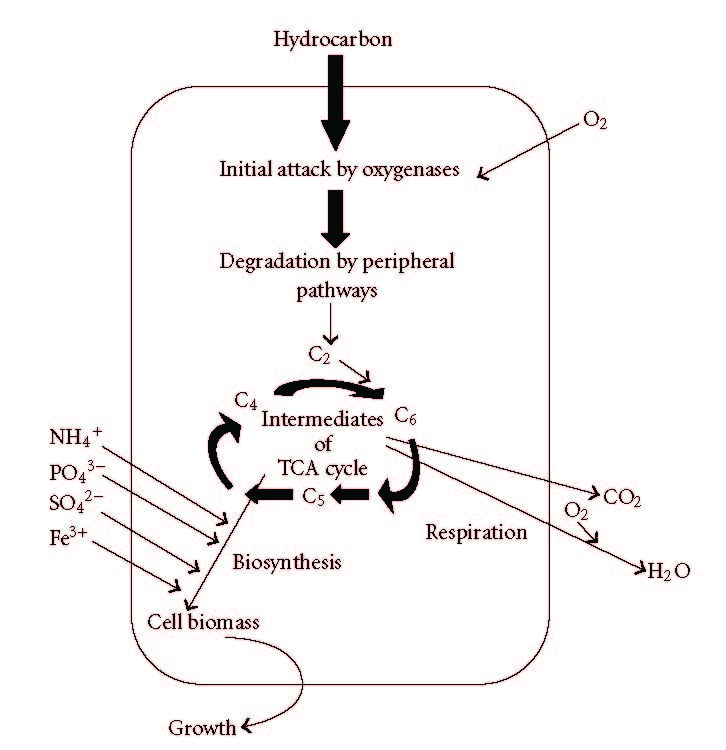 Hydrocarbon
O₂
Initial attack by oxygenases
Degradation by peripheral
pathways
C₂
C₄
C₆
Intermediates
of
TCA cycle
C₅
NH₄⁺
PO₄³⁻
SO₄²⁻
Fe³⁺
CO₂
O₂
Respiration
H₂O
Biosynthesis
Cell biomass
Growth